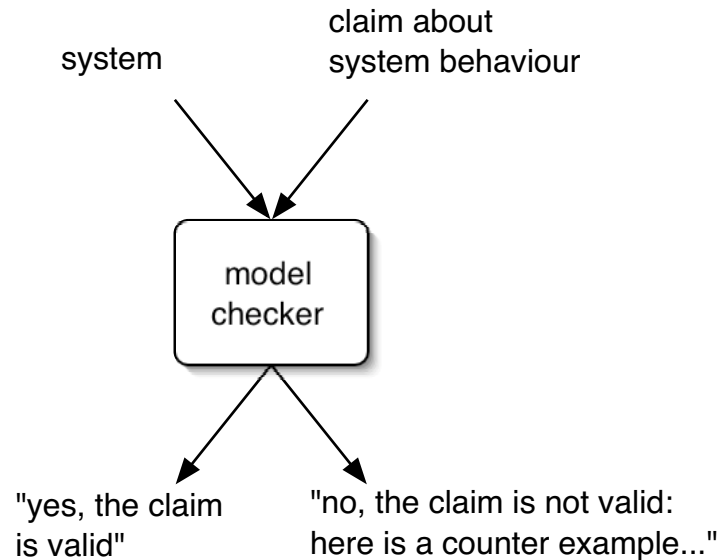 system
claim about
system behaviour
model
checker
"yes, the claim
is valid"
"no, the claim is not valid:
here is a counter example..."